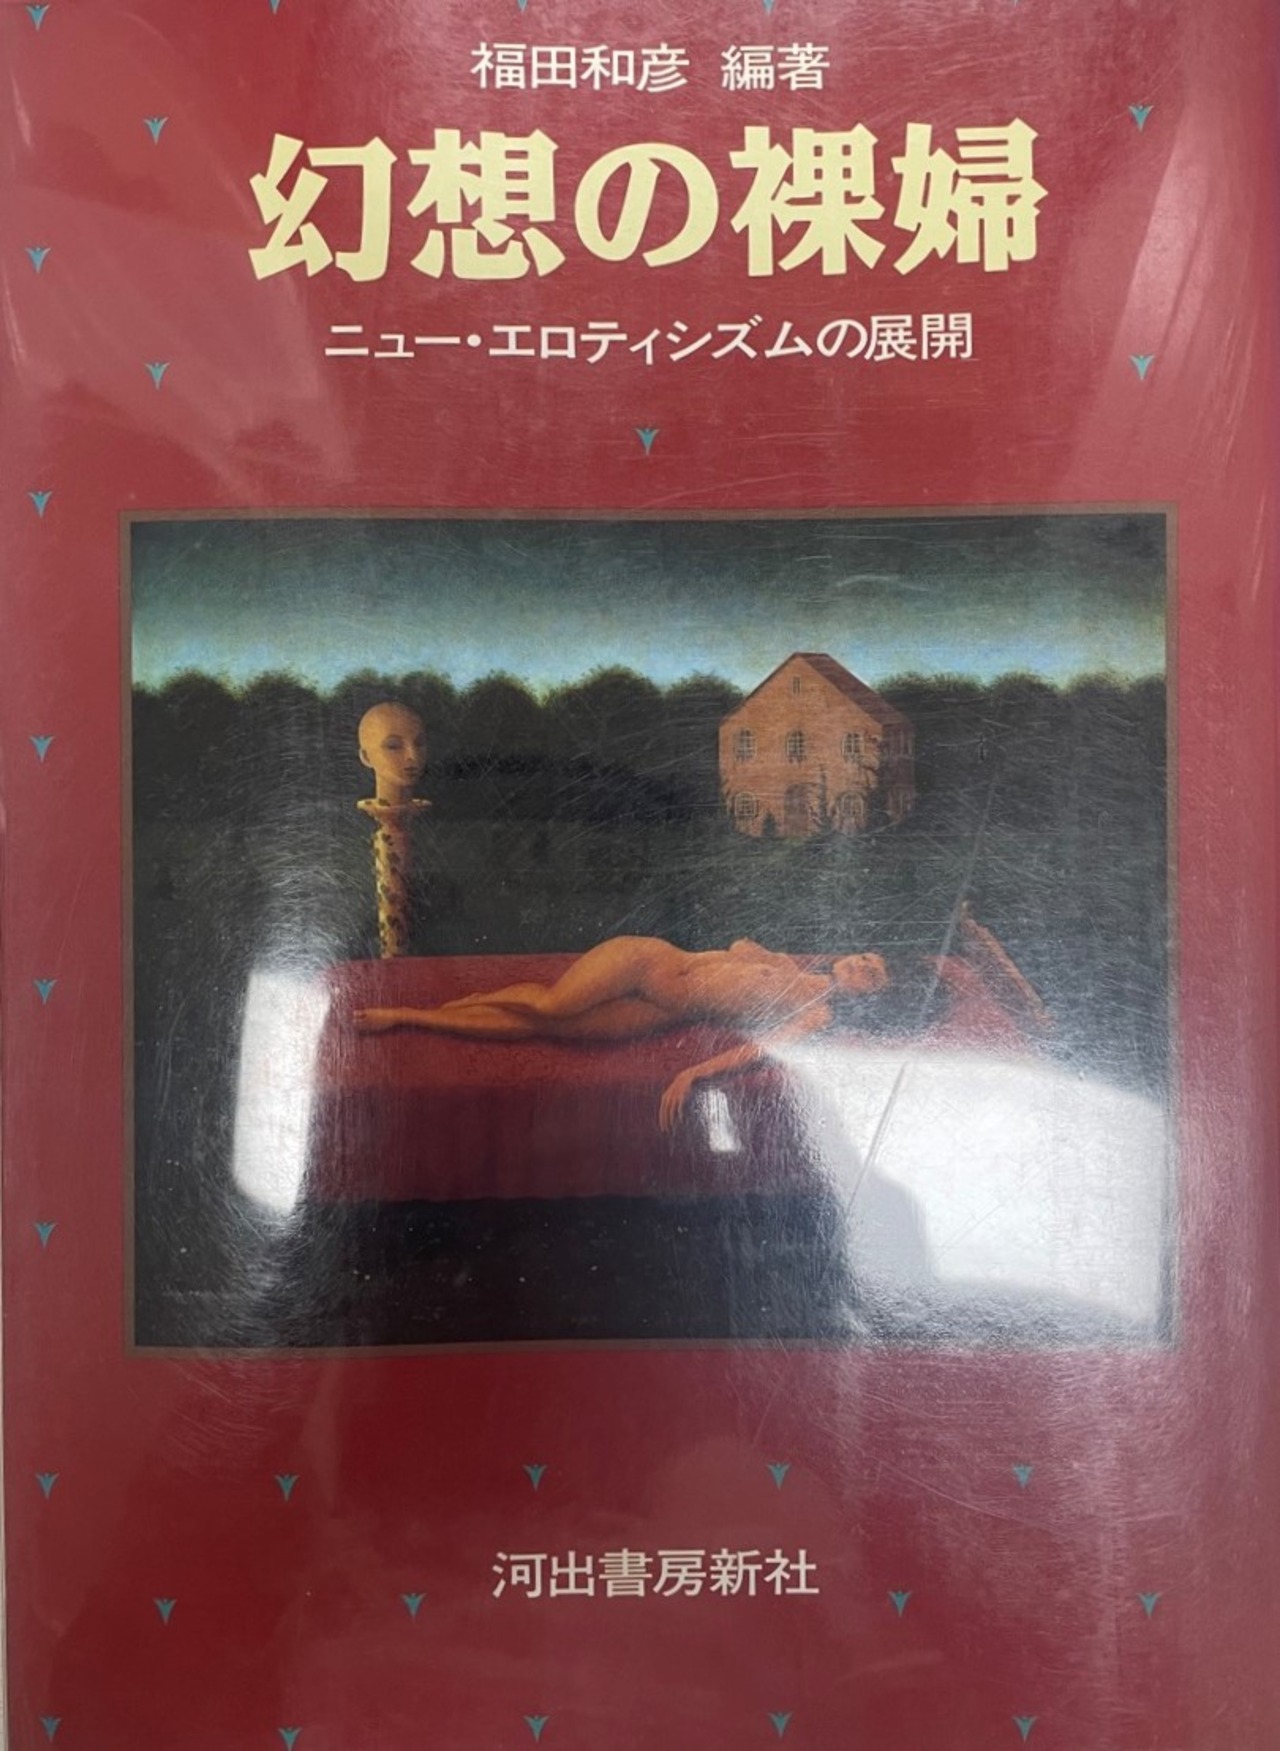 福田和彦 編著
幻想の裸婦
ニュー・エロティシズムの展開
河出書房新社